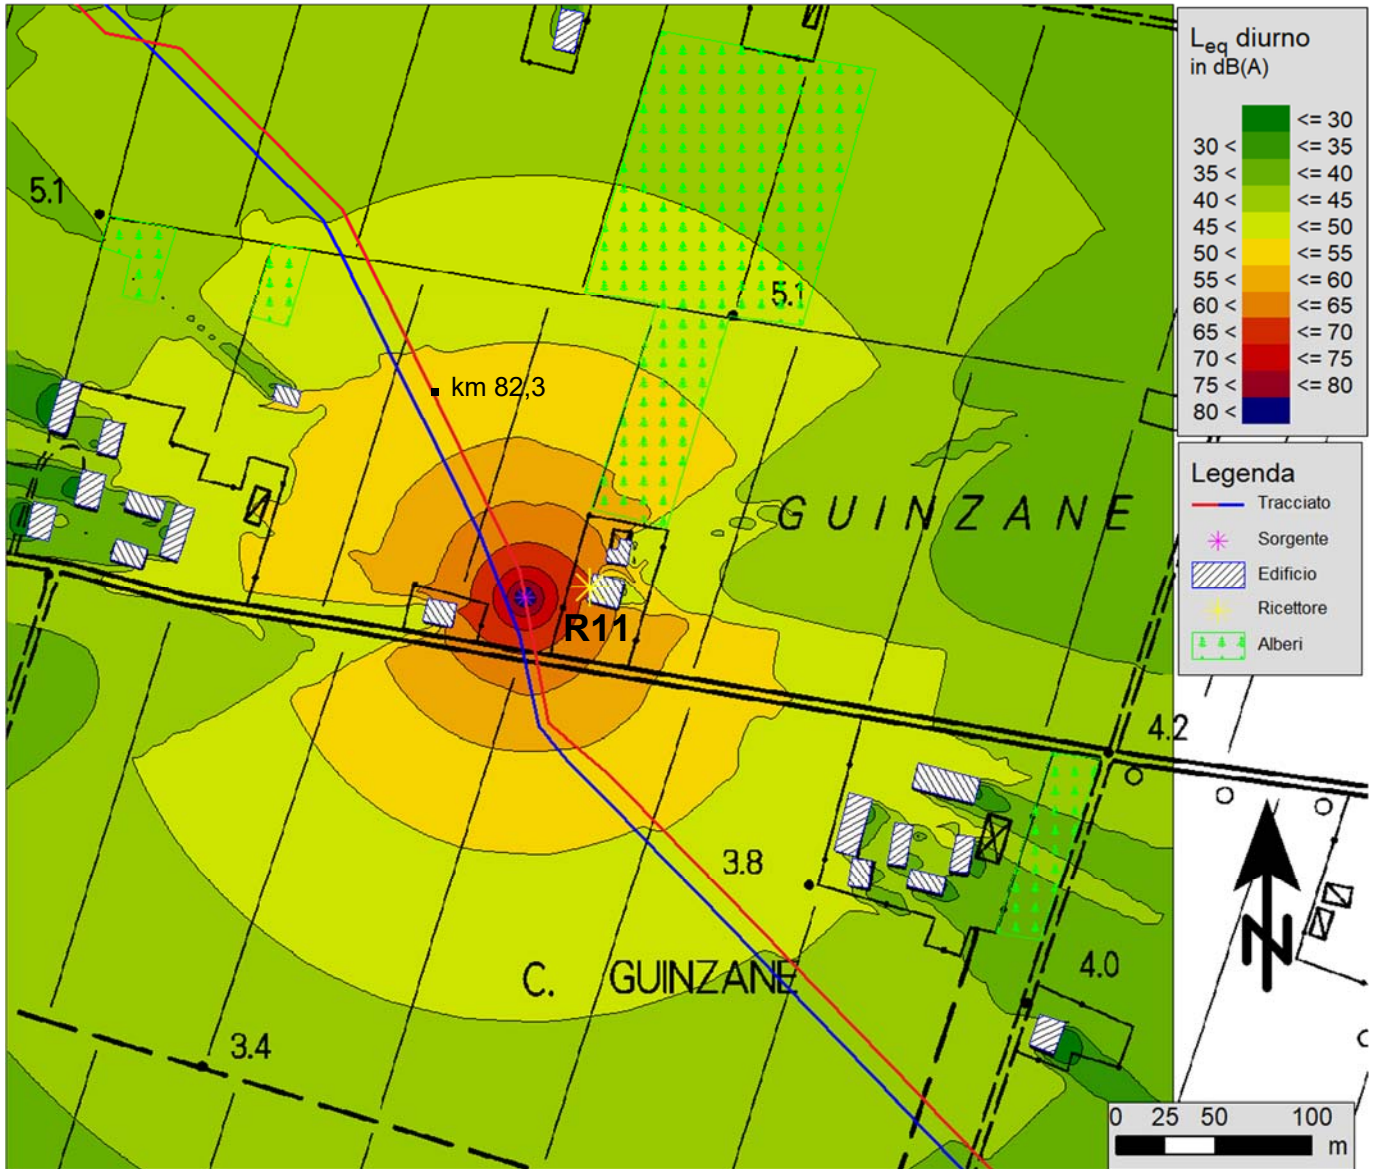 L_eq diurno
in dB(A)
<= 30
30 < <= 35
35 < <= 40
40 < <= 45
45 < <= 50
50 < <= 55
55 < <= 60
60 < <= 65
65 < <= 70
70 < <= 75
75 < <= 80
80 <
Legenda
Tracciato
Sorgente
Edificio
Ricettore
Alberi
5.1
5.1
km 82,3
GUINZANE
R11
4.2
3.8
4.0
C. GUINZANE
3.4
N
0 25 50 100
m